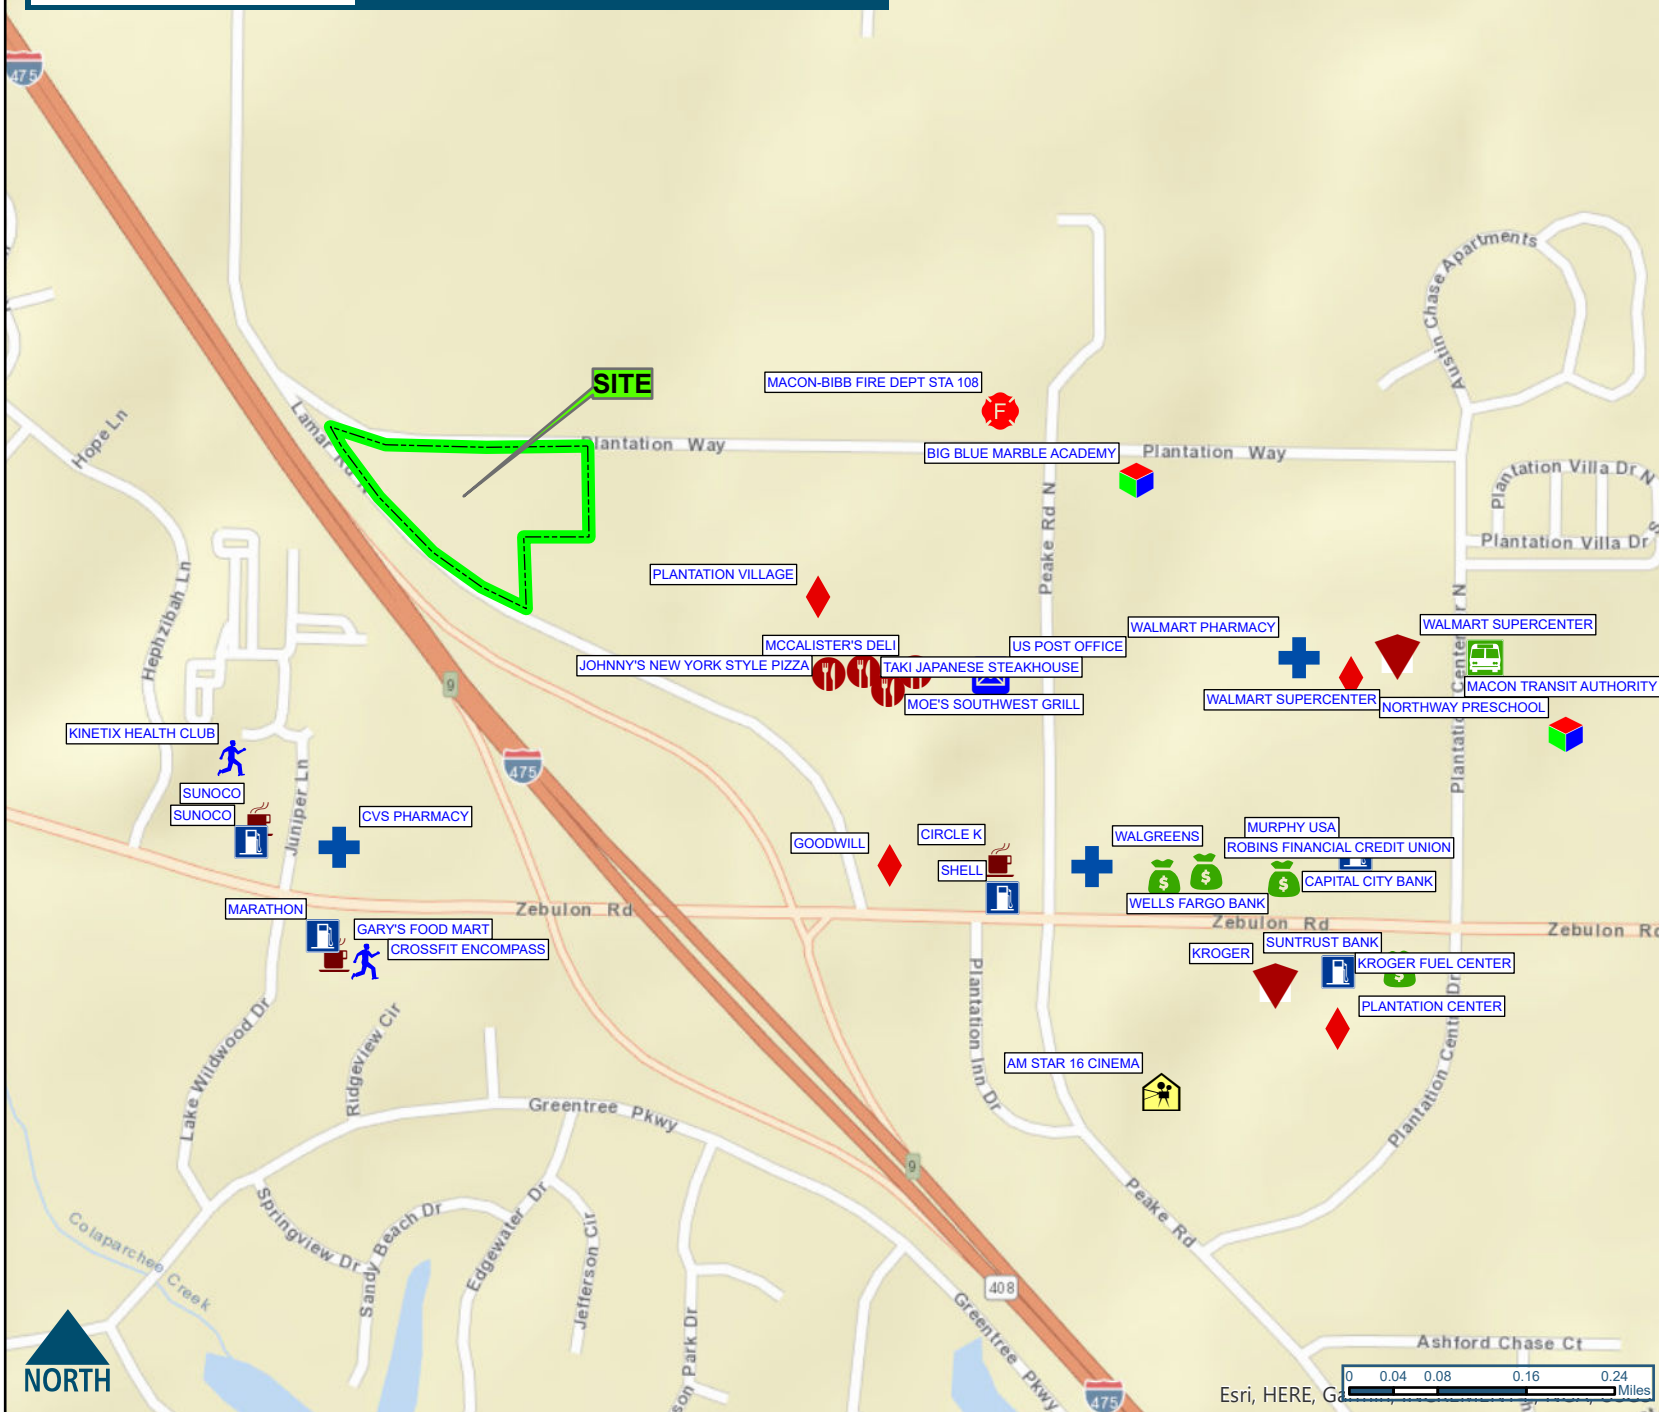 475
SITE
MACON-BIBB FIRE DEPT STA 108
F
Plantation Way
BIG BLUE MARBLE ACADEMY
Plantation Way
Austin Chase Apartments
Hope Ln
Lamar Rd N
Plantation Villa Dr N
Plantation Villa Dr S
Peake Rd N
Hephzibah Ln
PLANTATION VILLAGE
WALMART PHARMACY
WALMART SUPERCENTER
MCCALISTER'S DELI
US POST OFFICE
JOHNNY'S NEW YORK STYLE PIZZA
TAKI JAPANESE STEAKHOUSE
MOE'S SOUTHWEST GRILL
WALMART SUPERCENTER
MACON TRANSIT AUTHORITY
NORTHWAY PRESCHOOL
Plantation Center N
9
KINETIX HEALTH CLUB
475
SUNOCO
SUNOCO
Juniper Ln
CVS PHARMACY
GOODWILL
CIRCLE K
SHELL
WALGREENS
MURPHY USA
ROBINS FINANCIAL CREDIT UNION
CAPITAL CITY BANK
WELLS FARGO BANK
$
$
$
MARATHON
Zebulon Rd
Zebulon Rd
Zebulon Rd
GARY'S FOOD MART
CROSSFIT ENCOMPASS
KROGER
SUNTRUST BANK
KROGER FUEL CENTER
$
PLANTATION CENTER
Lake Wildwood Dr
Ridgeview Cir
Plantation Inn Dr
AM STAR 16 CINEMA
Plantation Center Dr
Greentree Pkwy
9
Springview Dr
Sandy Beach Dr
Edgewater Dr
Jefferson Cir
Peake Rd
Colaparchee Creek
408
Greentree Pkwy
son Park Dr
Ashford Chase Ct
NORTH
475
0 0.04 0.08 0.16 0.24
Miles
Esri, HERE,